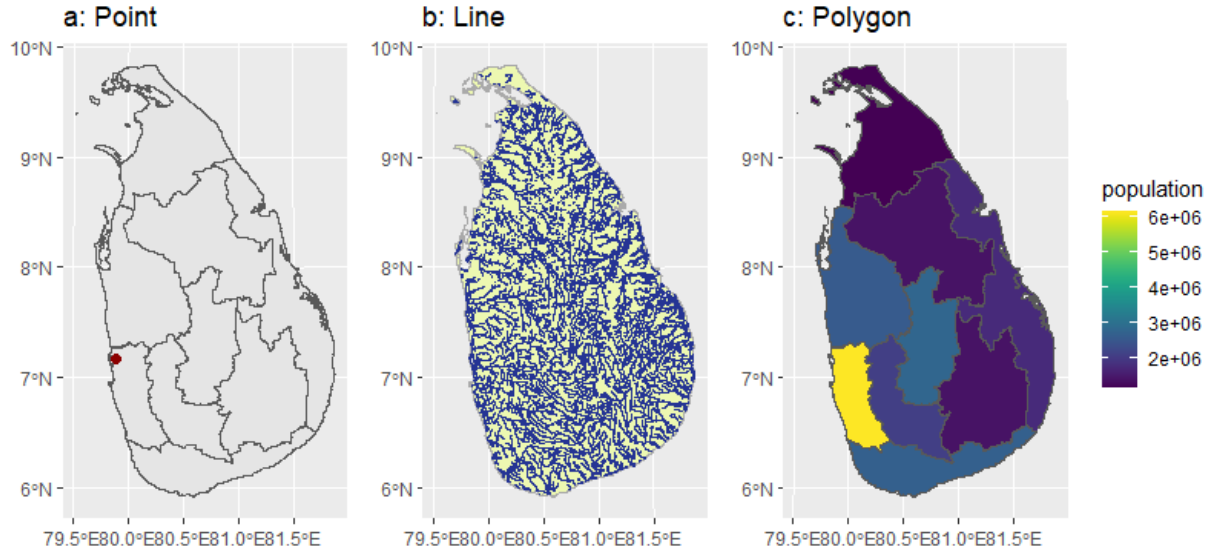 a: Point
10°N
9°N
8°N
7°N
6°N
79.5°E80.0°E80.5°E81.0°E81.5°E
b: Line
10°N
9°N
8°N
7°N
6°N
79.5°E80.0°E80.5°E81.0°E81.5°E
c: Polygon
10°N
9°N
8°N
7°N
6°N
79.5°E80.0°E80.5°E81.0°E81.5°E
population
6e+06
5e+06
4e+06
3e+06
2e+06